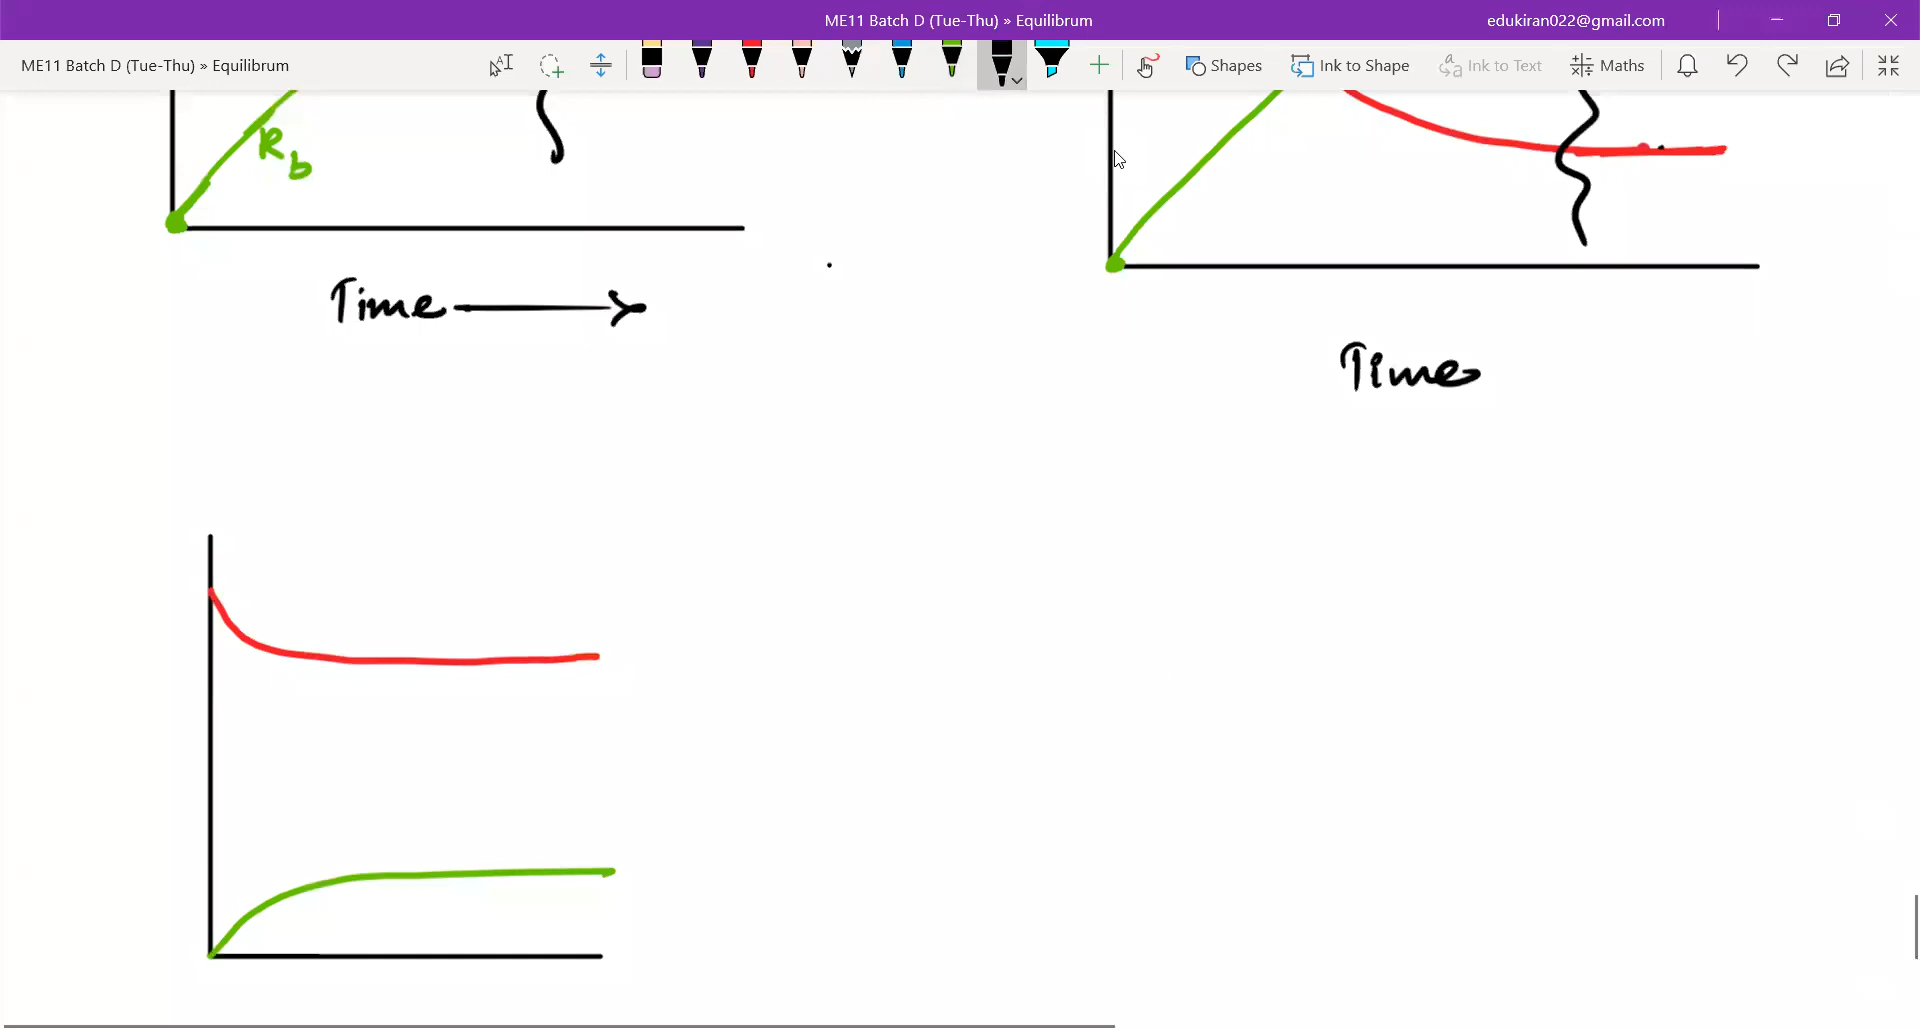 ME11 Batch D (Tue-Thu) » Equilibrum
edukiran022@gmail.com
ME11 Batch D (Tue-Thu) » Equilibrum
Shapes
Ink to Shape
Ink to Text
Maths
R b
Time
Time